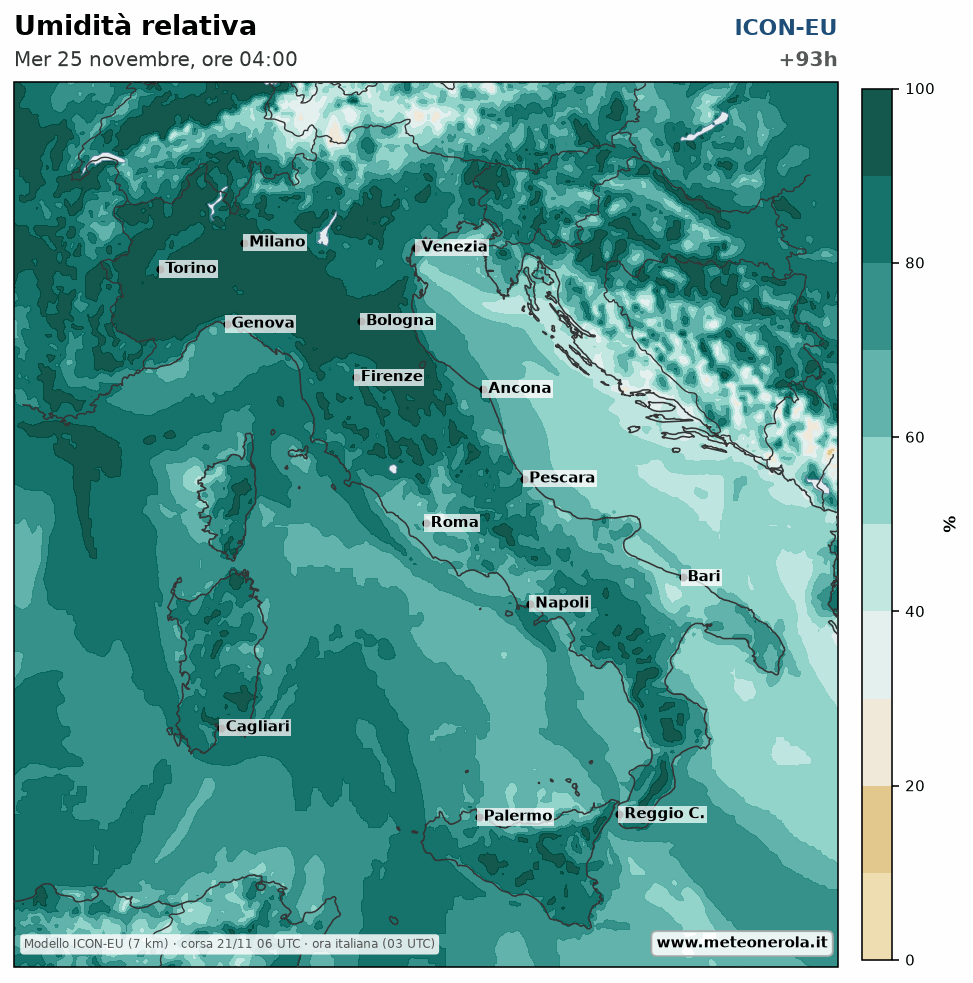 Umidità relativa
ICON-EU
Mer 25 novembre, ore 04:00
+93h
100
80
60
40
20
0
%
Milano
Venezia
Torino
Genova
Bologna
Firenze
Ancona
Pescara
Roma
Bari
Napoli
Cagliari
Palermo
Reggio C.
Modello ICON-EU (7 km) · corsa 21/11 06 UTC · ora italiana (03 UTC)
www.meteonerola.it